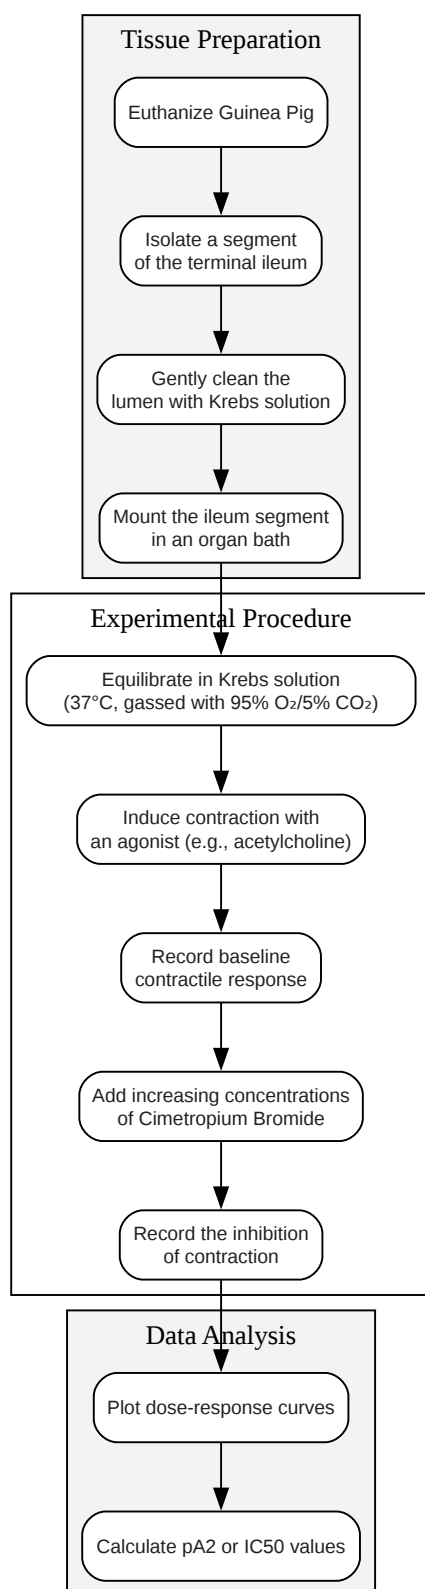 Tissue Preparation
Euthanize Guinea Pig
Isolate a segment
of the terminal ileum
Gently clean the
lumen with Krebs solution
Mount the ileum segment
in an organ bath
Experimental Procedure
Equilibrate in Krebs solution
(37°C, gassed with 95% O₂/5% CO₂)
Induce contraction with
an agonist (e.g., acetylcholine)
Record baseline
contractile response
Add increasing concentrations
of Cimetropium Bromide
Record the inhibition
of contraction
Data Analysis
Plot dose-response curves
Calculate pA2 or IC50 values